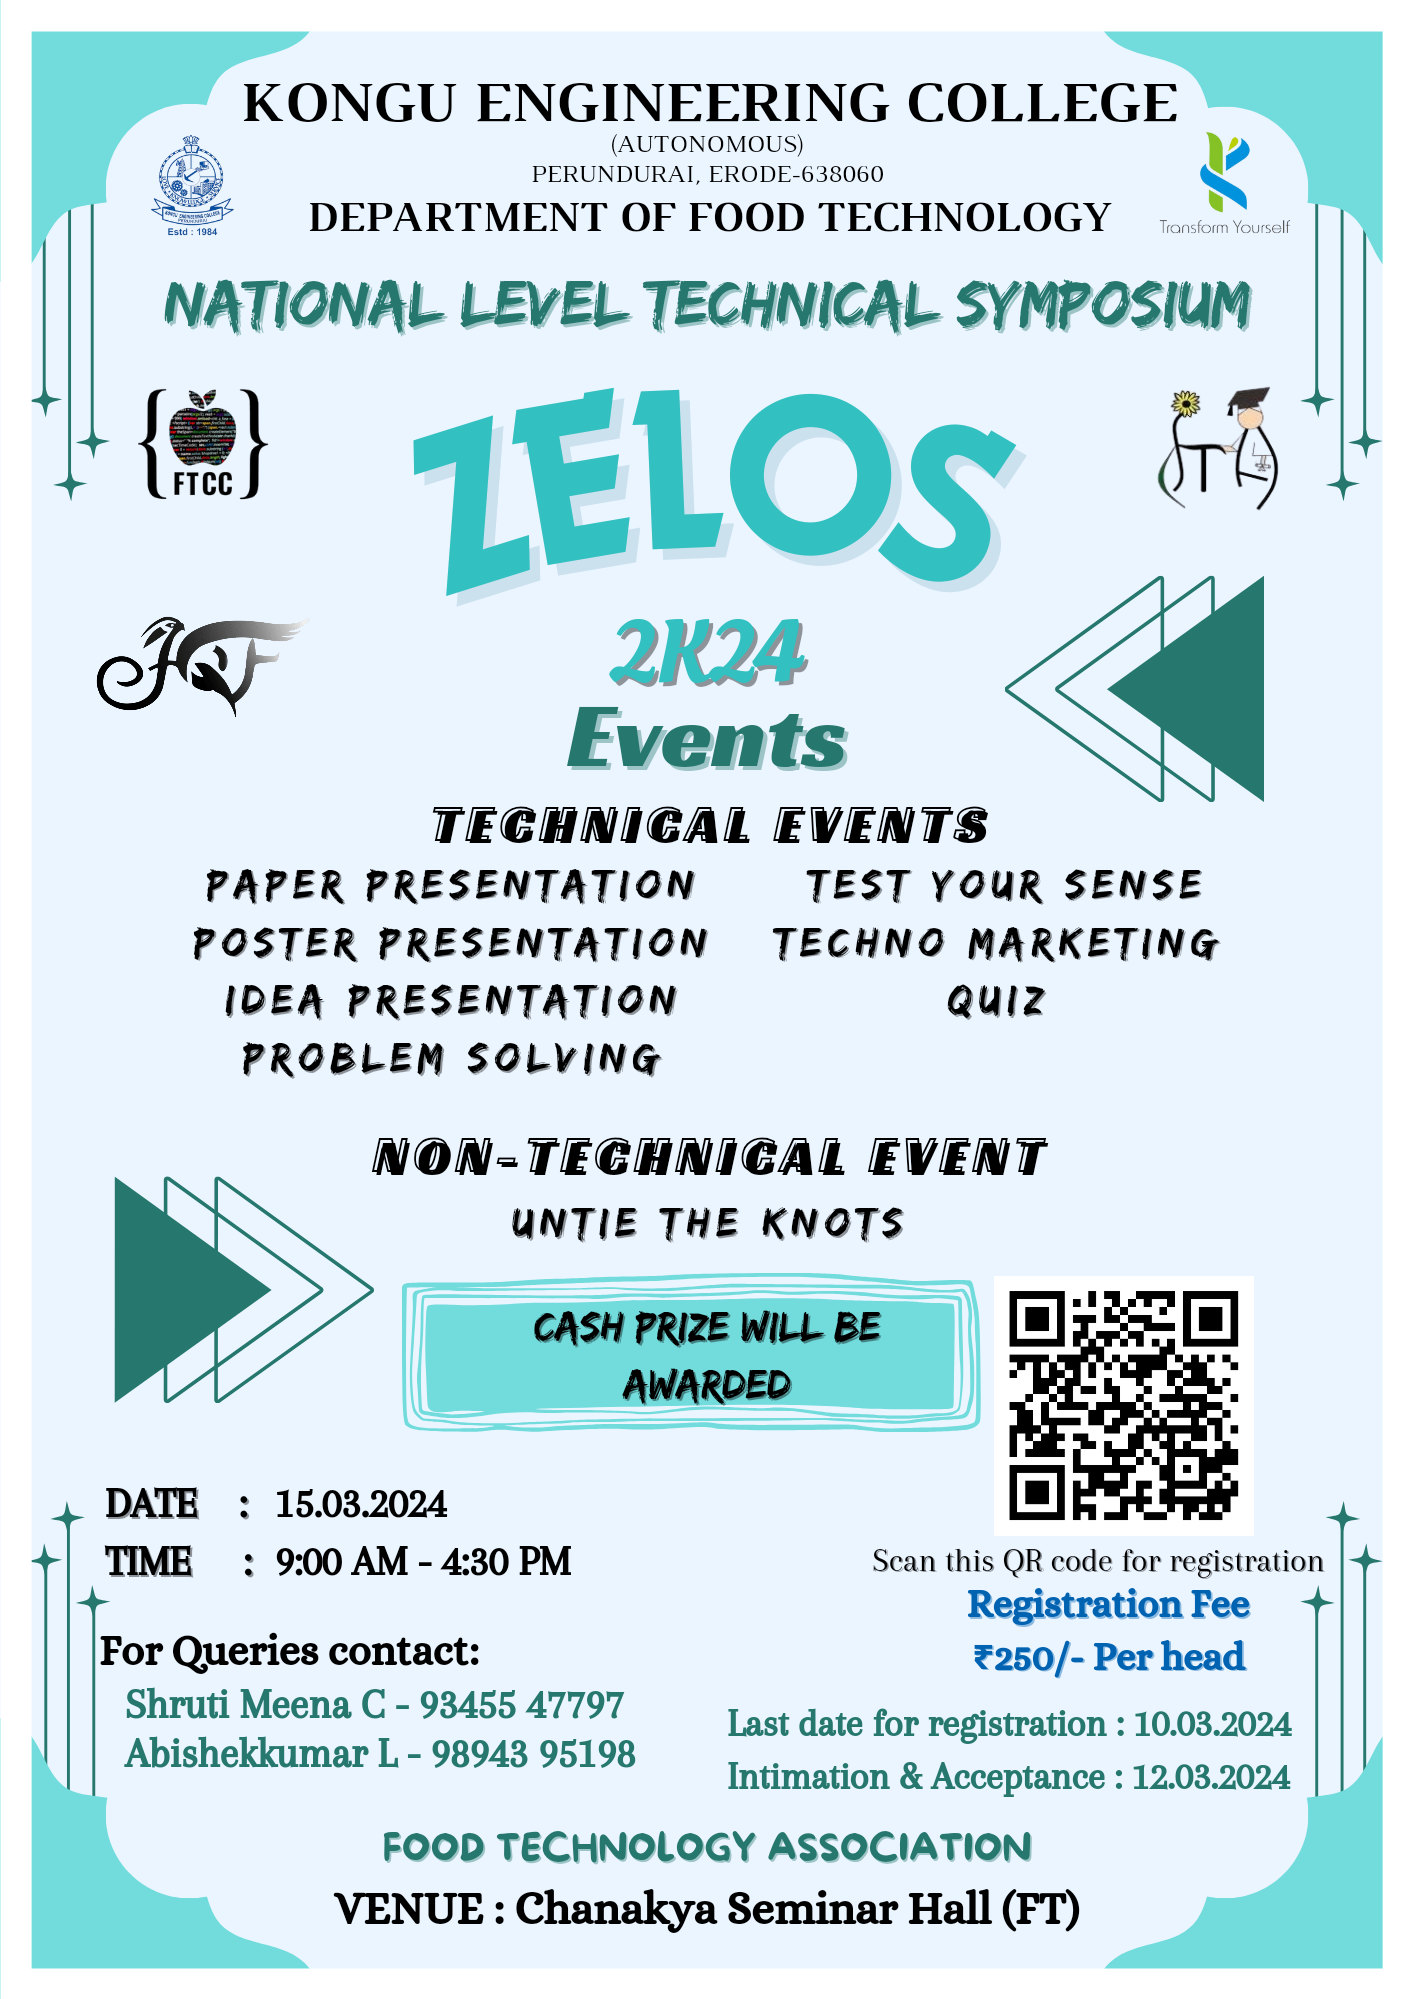 KONGU ENGINEERING COLLEGE
(AUTONOMOUS)
PERUNDURAI, ERODE-638060
DEPARTMENT OF FOOD TECHNOLOGY
KONGU ENGINEERING COLLEGE
PERUNDURAI
Estd : 1984
Transform Yourself
NATIONAL LEVEL TECHNICAL SYMPOSIUM
FTCC
ZELOS
2K24
Events
TECHNICAL EVENTS
PAPER PRESENTATION
POSTER PRESENTATION
IDEA PRESENTATION
PROBLEM SOLVING
TEST YOUR SENSE
TECHNO MARKETING
QUIZ
NON-TECHNICAL EVENT
UNTIE THE KNOTS
CASH PRIZE WILL BE
AWARDED
DATE : 15.03.2024
TIME : 9:00 AM - 4:30 PM
Scan this QR code for registration
Registration Fee
₹250/- Per head
For Queries contact:
Shruti Meena C - 93455 47797
Abishekkumar L - 98943 95198
Last date for registration : 10.03.2024
Intimation & Acceptance : 12.03.2024
FOOD TECHNOLOGY ASSOCIATION
VENUE : Chanakya Seminar Hall (FT)